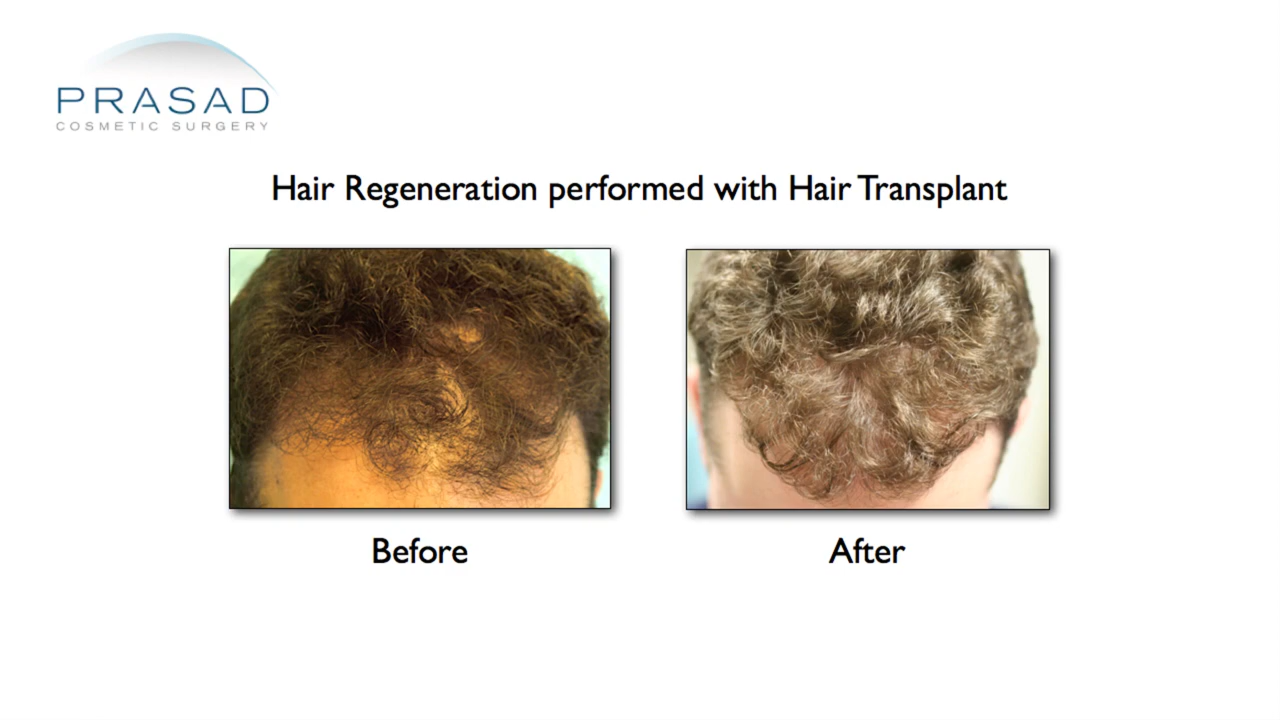 PRASAD
COSMETIC SURGERY
Hair Regeneration performed with Hair Transplant
Before
After